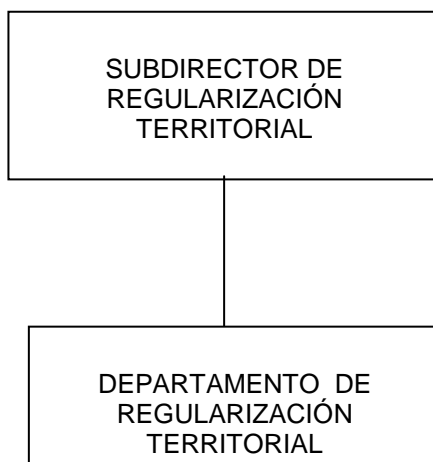 SUBDIRECTOR DE
REGULARIZACIÓN
TERRITORIAL
DEPARTAMENTO  DE
REGULARIZACIÓN
TERRITORIAL